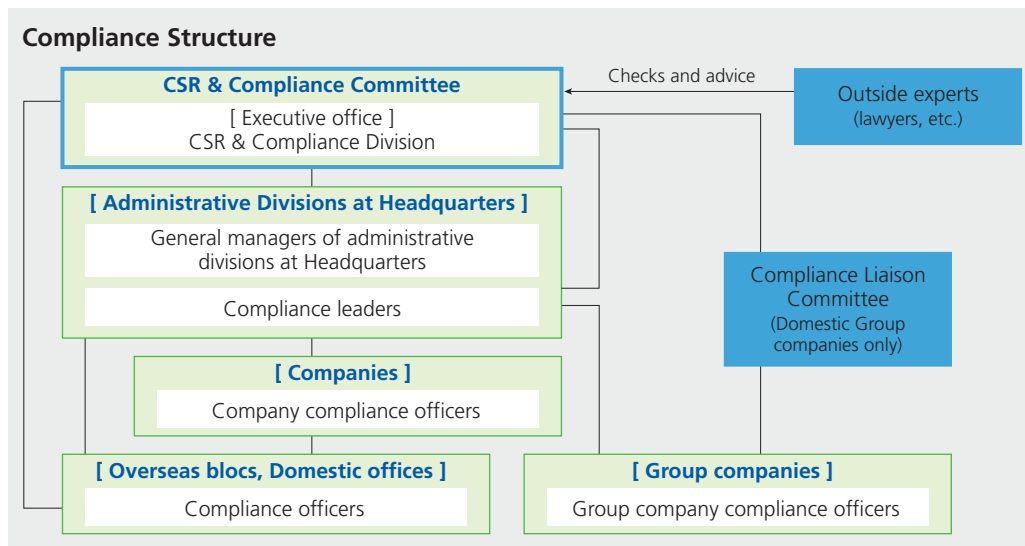 Compliance Structure
CSR & Compliance Committee
[ Executive office ]
CSR & Compliance Division
Checks and advice
Outside experts
(lawyers, etc.)
[ Administrative Divisions at Headquarters ]
General managers of administrative
divisions at Headquarters
Compliance leaders
Compliance Liaison
Committee
(Domestic Group
companies only)
[ Companies ]
Company compliance officers
[ Overseas blocs, Domestic offices ]
Compliance officers
[ Group companies ]
Group company compliance officers